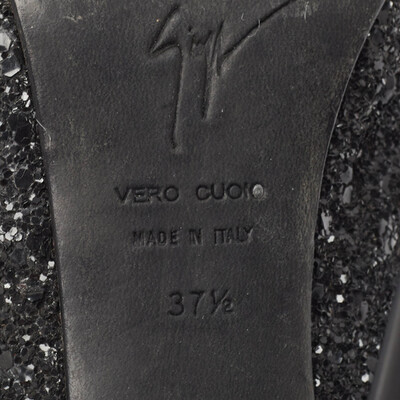 VERO CUOIO
MADE IN ITALY
37½